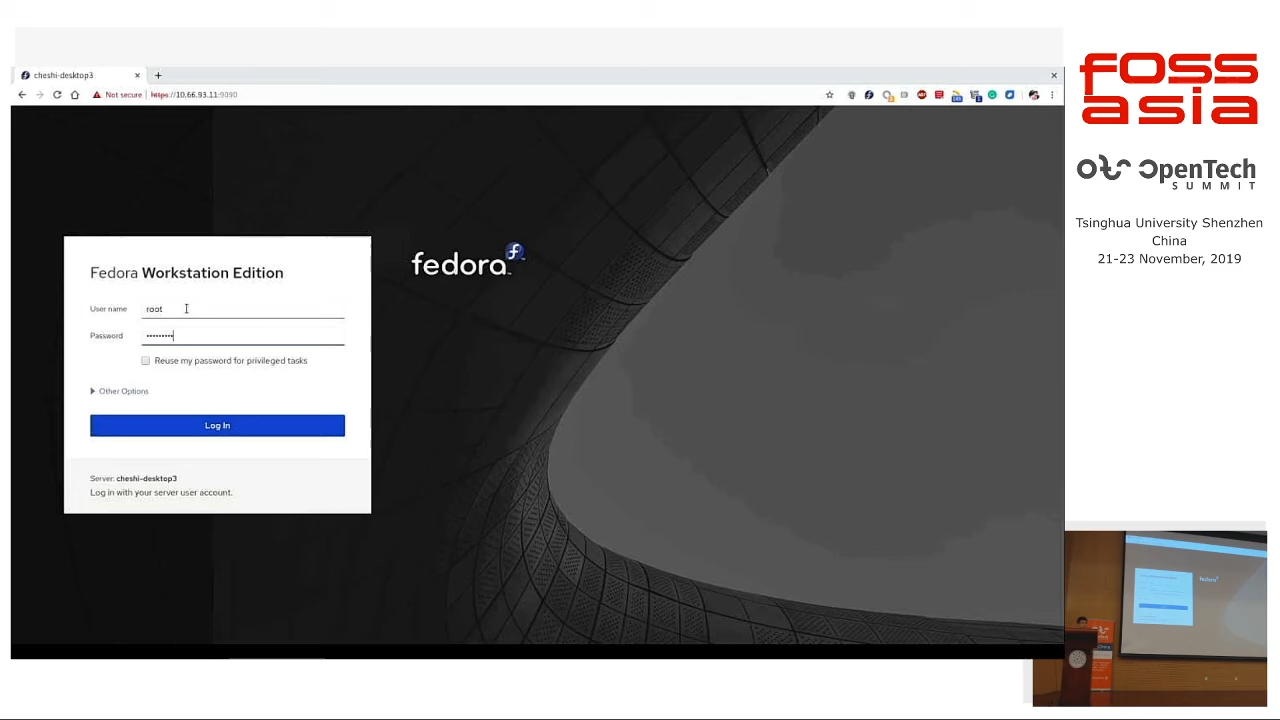 cheshi-desktop3
Not secure
https://10.66.93.11:9090
fedora
Fedora Workstation Edition
User name
root
Password
•••••••••
Reuse my password for privileged tasks
Other Options
Log In
Server: cheshi-desktop3
Log in with your server user account.
FOSS
asia
OpenTech
SUMMIT
Tsinghua University Shenzhen
China
21-23 November, 2019
fedora